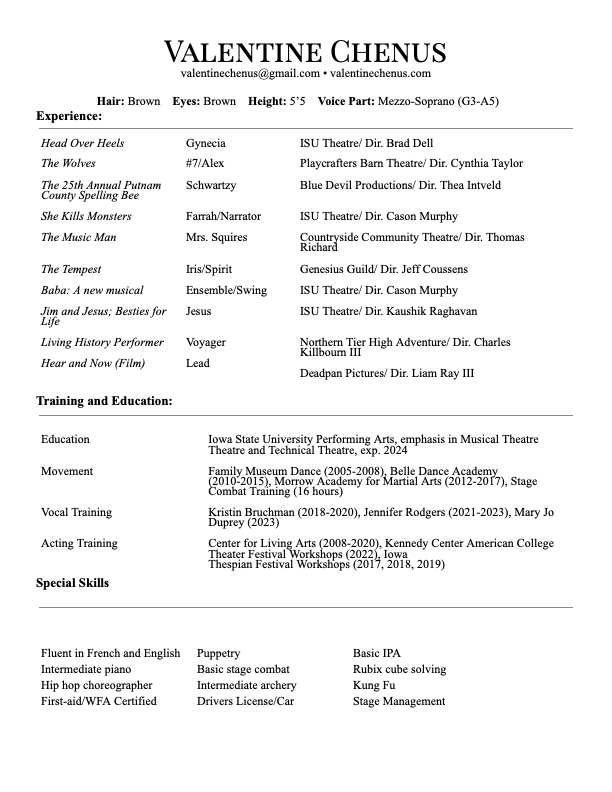 VALENTINE CHENUS
valentinechenus@gmail.com • valentinechenus.com
Hair: Brown Eyes: Brown Height: 5'5 Voice Part: Mezzo-Soprano (G3-A5)
Experience:
Head Over Heels Gynecia ISU Theatre/ Dir. Brad Dell
The Wolves #7/Alex Playcrafters Barn Theatre/ Dir. Cynthia Taylor
The 25th Annual Putnam Schwartzy Blue Devil Productions/ Dir. Thea Intveld
County Spelling Bee
She Kills Monsters Farrah/Narrator ISU Theatre/ Dir. Cason Murphy
The Music Man Mrs. Squires Countryside Community Theatre/ Dir. Thomas
Richard
The Tempest Iris/Spirit Genesius Guild/ Dir. Jeff Coussens
Baba: A new musical Ensemble/Swing ISU Theatre/ Dir. Cason Murphy
Jim and Jesus; Besties for Jesus ISU Theatre/ Dir. Kaushik Raghavan
Life
Living History Performer Voyager Northern Tier High Adventure/ Dir. Charles
Killbourn III
Hear and Now (Film) Lead
Deadpan Pictures/ Dir. Liam Ray III
Training and Education:
Education Iowa State University Performing Arts, emphasis in Musical Theatre
Theatre and Technical Theatre, exp. 2024
Movement Family Museum Dance (2005-2008), Belle Dance Academy
(2010-2015), Morrow Academy for Martial Arts (2012-2017), Stage
Combat Training (16 hours)
Vocal Training Kristin Bruchman (2018-2020), Jennifer Rodgers (2021-2023), Mary Jo
Duprey (2023)
Acting Training Center for Living Arts (2008-2020), Kennedy Center American College
Theater Festival Workshops (2022), Iowa
Thespian Festival Workshops (2017, 2018, 2019)
Special Skills
Fluent in French and English Puppetry Basic IPA
Intermediate piano Basic stage combat Rubix cube solving
Hip hop choreographer Intermediate archery Kung Fu
First-aid/WFA Certified Drivers License/Car Stage Management